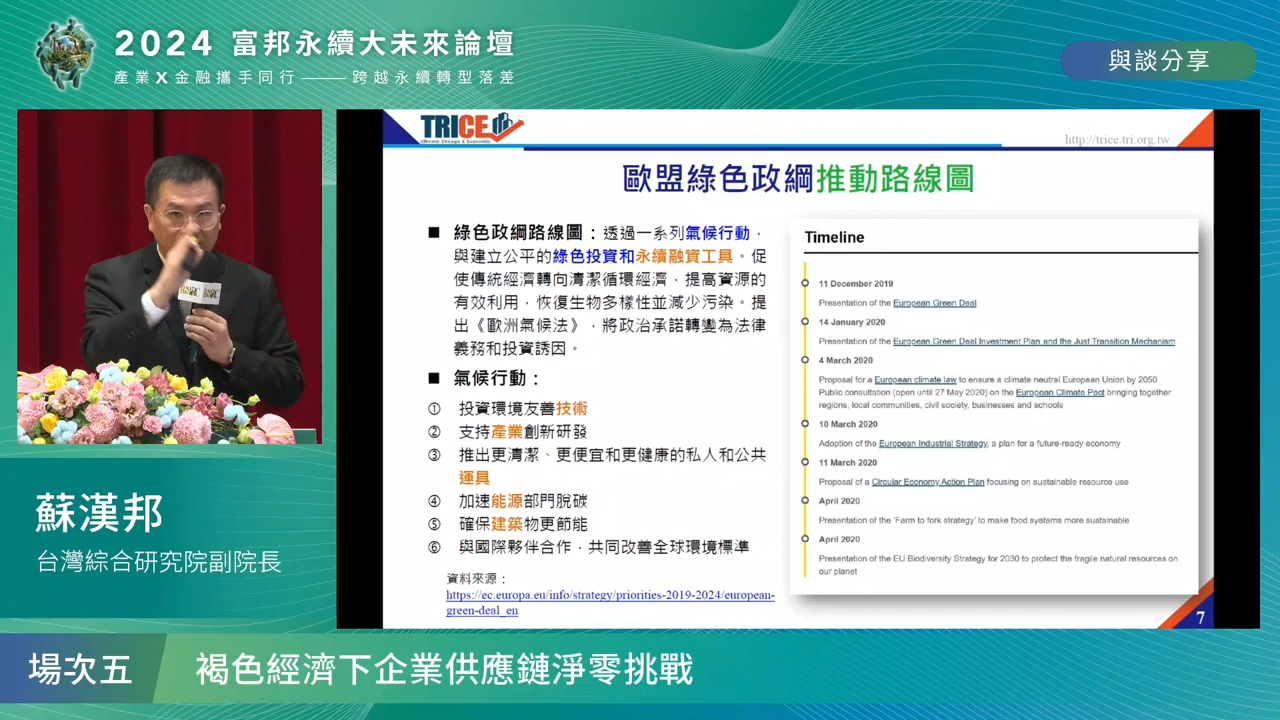 2024 富邦永續大未來論壇
產業X金融攜手同行——跨越永續轉型落差
與談分享
TRICE
Climate Change & Economic
http://trice.tri.org.tw
歐盟綠色政綱推動路線圖
■ 綠色政綱路線圖：透過一系列氣候行動，
與建立公平的綠色投資和永續融資工具。促
使傳統經濟轉向清潔循環經濟，提高資源的
有效利用，恢復生物多樣性並減少污染。提
出《歐洲氣候法》，將政治承諾轉變為法律
義務和投資誘因。
■ 氣候行動：
① 投資環境友善技術
② 支持產業創新研發
③ 推出更清潔、更便宜和更健康的私人和公共
運具
④ 加速能源部門脫碳
⑤ 確保建築物更節能
⑥ 與國際夥伴合作，共同改善全球環境標準
資料來源：
https://ec.europa.eu/info/strategy/priorities-2019-2024/european-
green-deal_en
Timeline
11 December 2019
Presentation of the European Green Deal
14 January 2020
Presentation of the European Green Deal Investment Plan and the Just Transition Mechanism
4 March 2020
Proposal for a European climate law to ensure a climate neutral European Union by 2050
Public consultation (open until 27 May 2020) on the European Climate Pact bringing together
regions, local communities, civil society, businesses and schools
10 March 2020
Adoption of the European Industrial Strategy, a plan for a future-ready economy
11 March 2020
Proposal of a Circular Economy Action Plan focusing on sustainable resource use
April 2020
Presentation of the 'Farm to fork strategy' to make food systems more sustainable
April 2020
Presentation of the EU Biodiversity Strategy for 2030 to protect the fragile natural resources on
our planet
7
蘇漢邦
台灣綜合研究院副院長
場次五
褐色經濟下企業供應鏈淨零挑戰